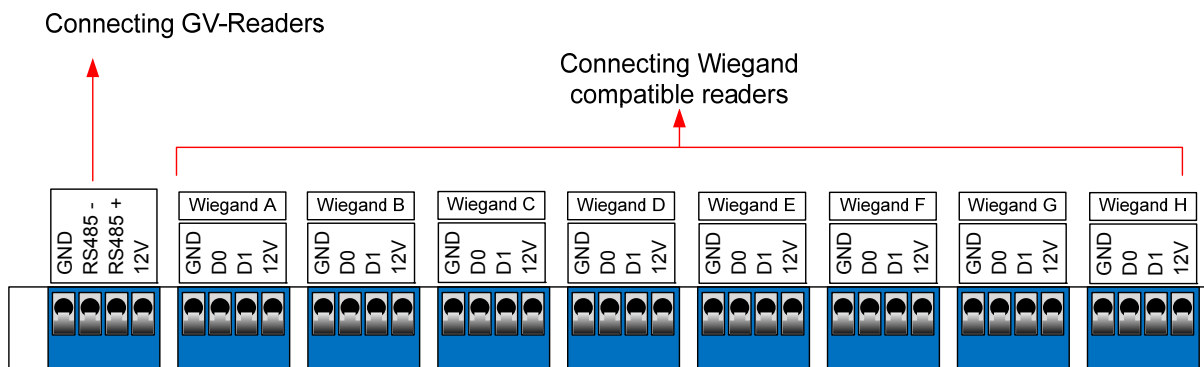 Connecting GV-Readers
Connecting Wiegand
compatible readers
GND
RS485 -
RS485 +
12V
Wiegand A
GND
D0
D1
12V
Wiegand B
GND
D0
D1
12V
Wiegand C
GND
D0
D1
12V
Wiegand D
GND
D0
D1
12V
Wiegand E
GND
D0
D1
12V
Wiegand F
GND
D0
D1
12V
Wiegand G
GND
D0
D1
12V
Wiegand H
GND
D0
D1
12V